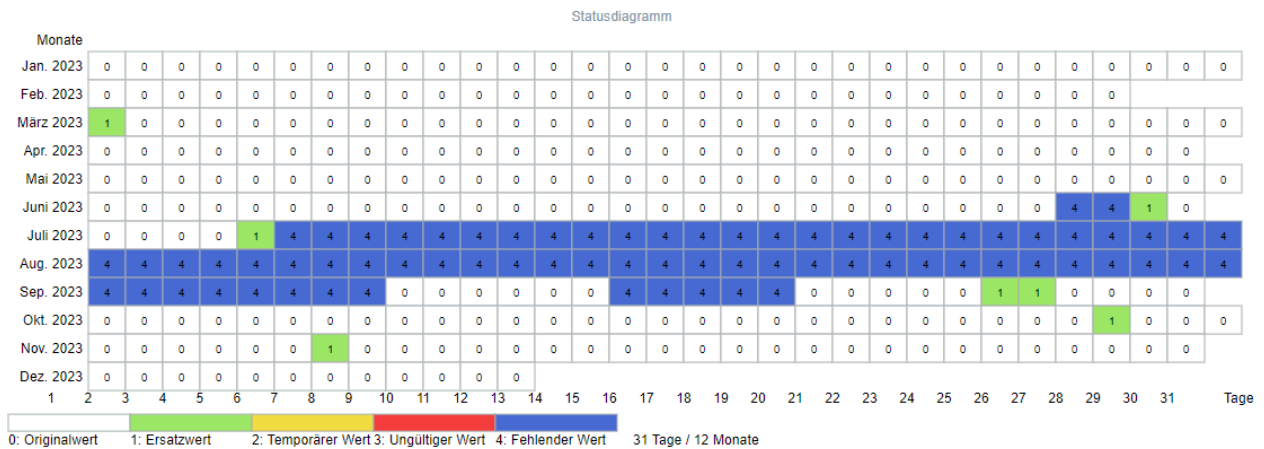 Statusdiagramm
Monate
Jan. 2023 0 0 0 0 0 0 0 0 0 0 0 0 0 0 0 0 0 0 0 0 0 0 0 0 0 0 0 0 0 0 0
Feb. 2023 0 0 0 0 0 0 0 0 0 0 0 0 0 0 0 0 0 0 0 0 0 0 0 0 0 0 0 0
März 2023 1 0 0 0 0 0 0 0 0 0 0 0 0 0 0 0 0 0 0 0 0 0 0 0 0 0 0 0 0 0 0
Apr. 2023 0 0 0 0 0 0 0 0 0 0 0 0 0 0 0 0 0 0 0 0 0 0 0 0 0 0 0 0 0 0
Mai 2023 0 0 0 0 0 0 0 0 0 0 0 0 0 0 0 0 0 0 0 0 0 0 0 0 0 0 0 0 0 0 0
Juni 2023 0 0 0 0 0 0 0 0 0 0 0 0 0 0 0 0 0 0 0 0 0 0 0 0 0 0 4 4 1 0
Juli 2023 0 0 0 0 1 4 4 4 4 4 4 4 4 4 4 4 4 4 4 4 4 4 4 4 4 4 4 4 4 4 4
Aug. 2023 4 4 4 4 4 4 4 4 4 4 4 4 4 4 4 4 4 4 4 4 4 4 4 4 4 4 4 4 4 4 4
Sep. 2023 4 4 4 4 4 4 4 4 0 0 0 0 0 0 4 4 4 4 4 0 0 0 0 0 1 1 0 0 0 0
Okt. 2023 0 0 0 0 0 0 0 0 0 0 0 0 0 0 0 0 0 0 0 0 0 0 0 0 0 0 0 1 0 0 0
Nov. 2023 0 0 0 0 0 0 1 0 0 0 0 0 0 0 0 0 0 0 0 0 0 0 0 0 0 0 0 0 0 0
Dez. 2023 0 0 0 0 0 0 0 0 0 0 0 0
1 2 3 4 5 6 7 8 9 10 11 12 13 14 15 16 17 18 19 20 21 22 23 24 25 26 27 28 29 30 31 Tage
0: Originalwert 1: Ersatzwert 2: Temporärer Wert 3: Ungültiger Wert 4: Fehlender Wert 31 Tage / 12 Monate